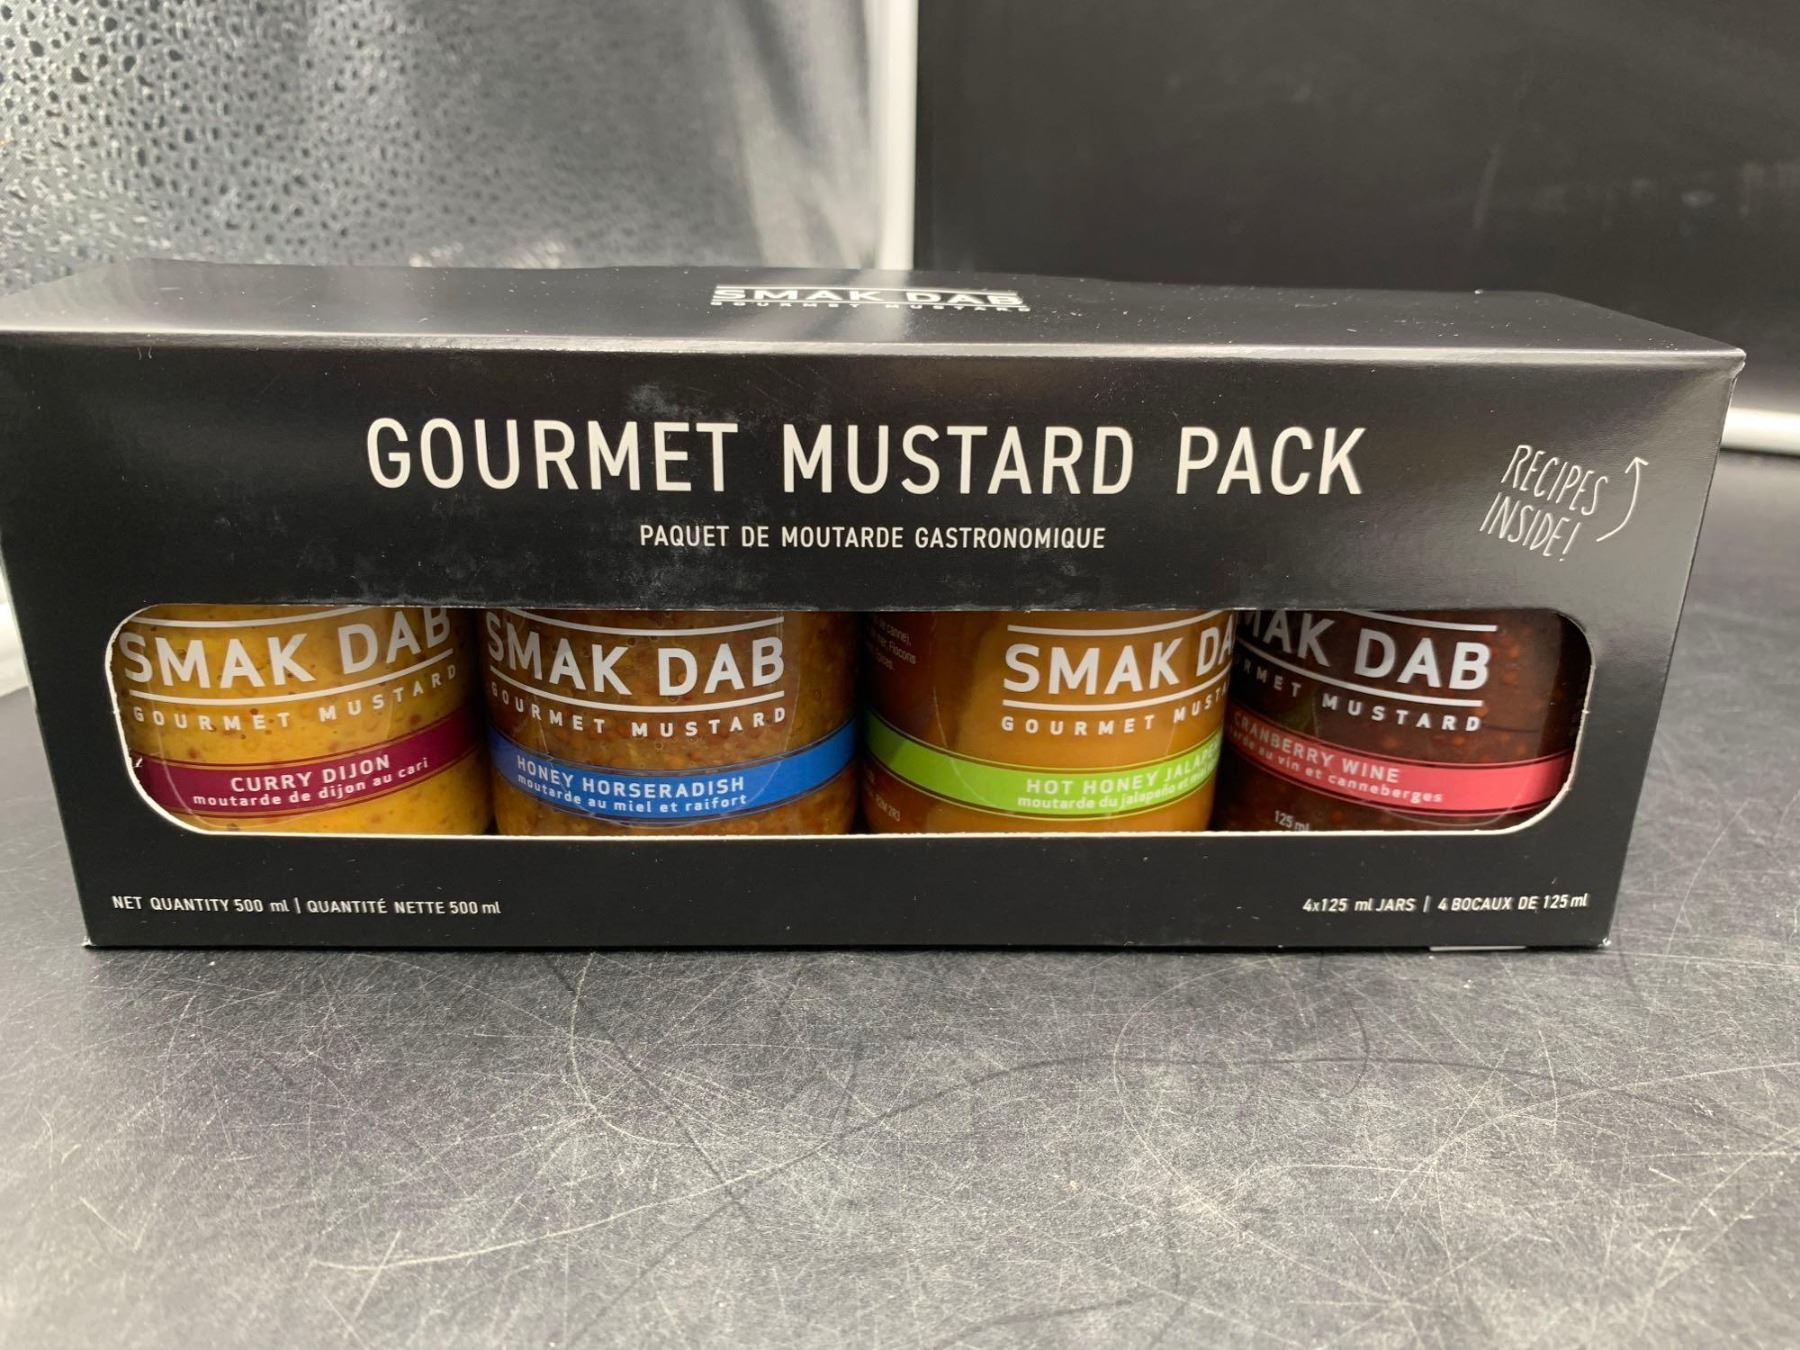 SMAK DAB
GOURMET MUSTARD
GOURMET MUSTARD PACK
PAQUET DE MOUTARDE GASTRONOMIQUE
RECIPES
INSIDE!
SMAK DAB
GOURMET MUSTARD
CURRY DIJON
moutarde de dijon au cari
SMAK DAB
GOURMET MUSTARD
HONEY HORSERADISH
moutarde au miel et raifort
SMAK DA
GOURMET MUST
HOT HONEY JALAP
moutarde du jalapeño et
AK DAB
RMET MUSTARD
CRANBERRY WINE
au vin et canneberges
125 ml
NET QUANTITY 500 ml | QUANTITÉ NETTE 500 ml
4x125 ml JARS | 4 BOCAUX DE 125 ml